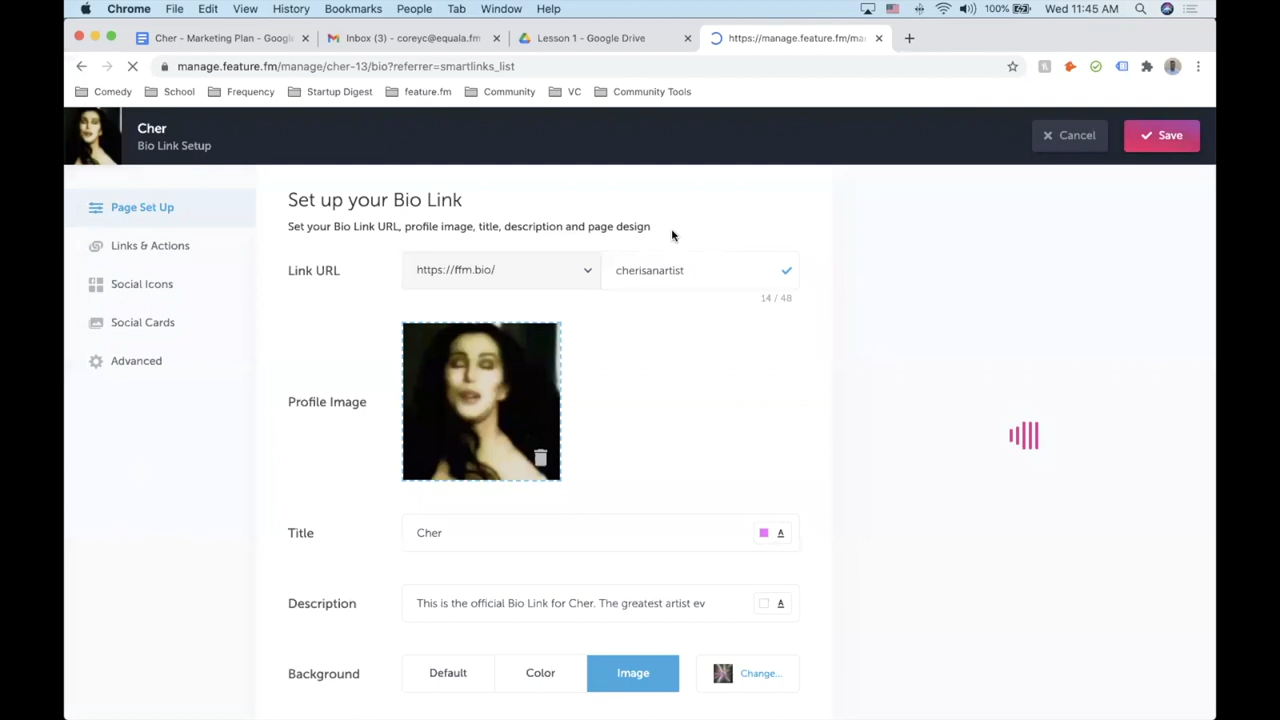 Chrome File Edit View History Bookmarks People Tab Window Help 100% Wed 11:45 AM
Cher - Marketing Plan - Google Inbox (3) - coreyc@equala.fm Lesson 1 - Google Drive https://manage.feature.fm/ma
manage.feature.fm/manage/cher-13/bio?referrer=smartlinks_list
Comedy School Frequency Startup Digest feature.fm Community VC Community Tools
Cher
Bio Link Setup
Cancel
Save
Page Set Up
Links & Actions
Social Icons
Social Cards
Advanced
Set up your Bio Link
Set your Bio Link URL, profile image, title, description and page design
Link URL https://ffm.bio/ cherisanartist
14 / 48
Profile Image
Title Cher A
Description This is the official Bio Link for Cher. The greatest artist ev A
Background Default Color Image Change...